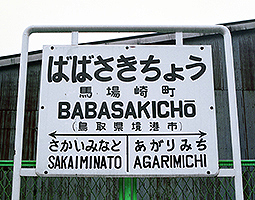 ばばさきちょう
馬場崎町
BABASAKICHŌ
(鳥取県境港市)
さかいみなと あがりみち
SAKAIMINATO AGARIMICHI